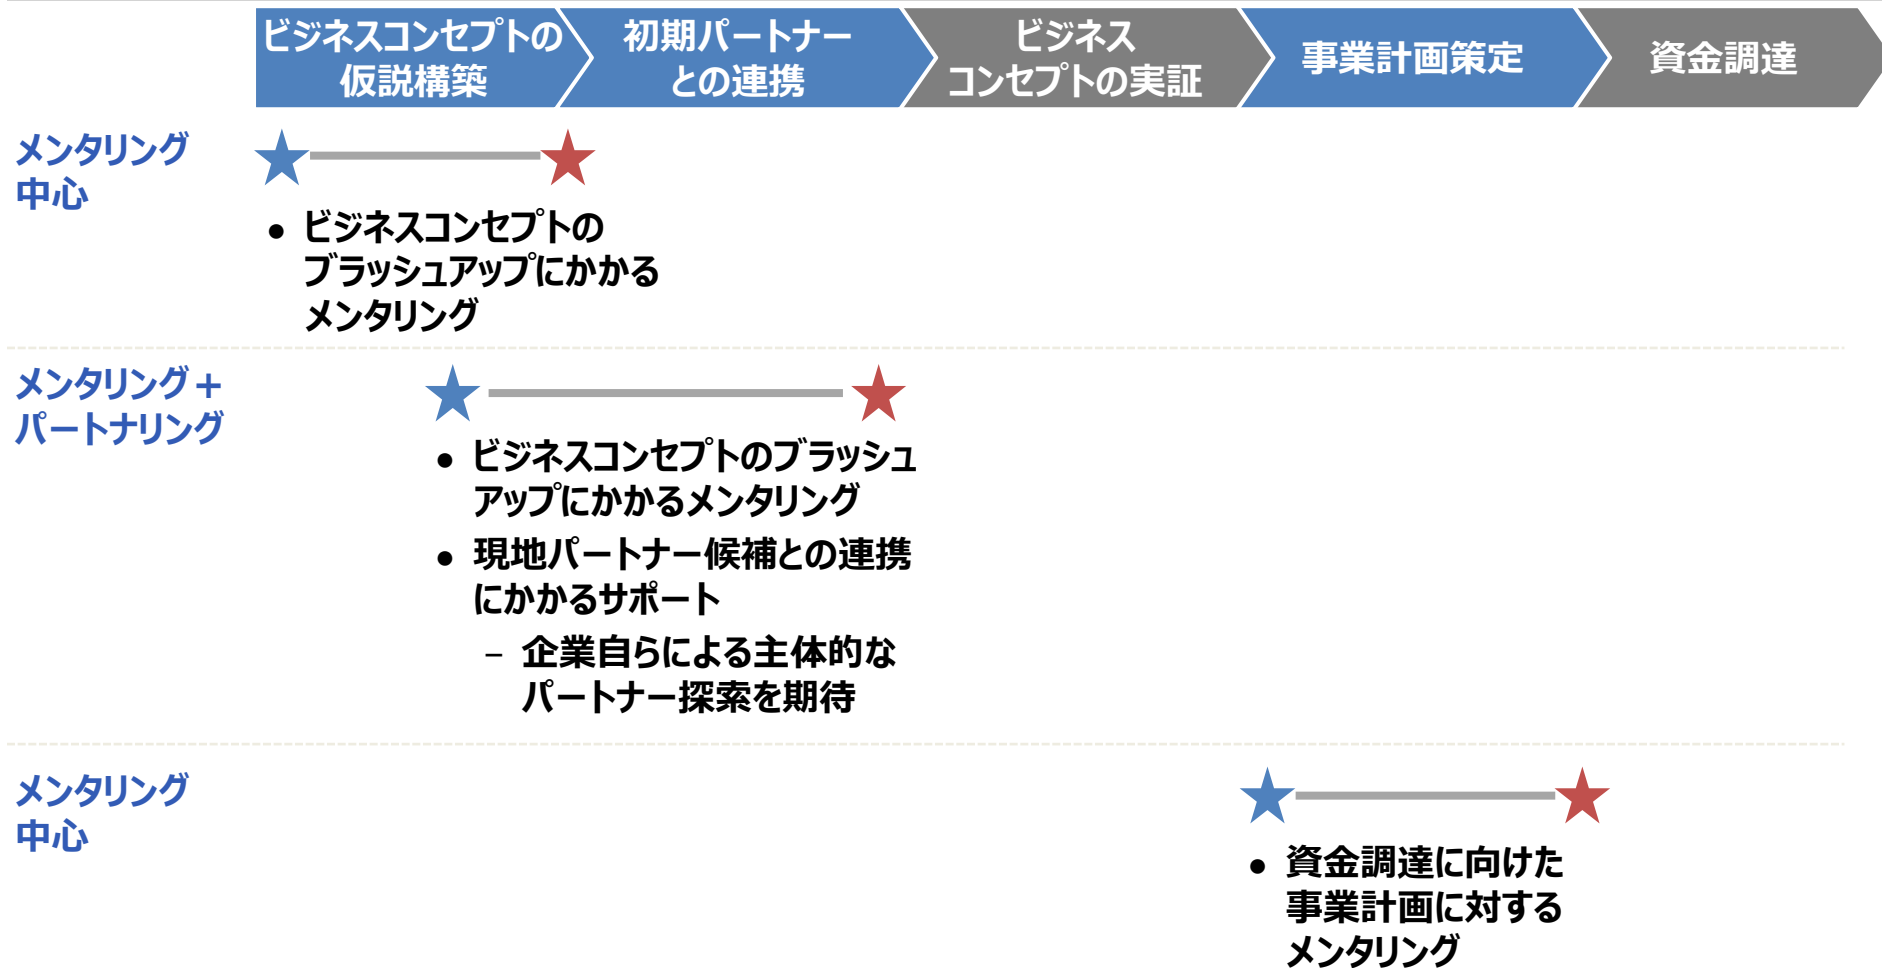 ビジネスコンセプトの
仮説構築
初期パートナー
との連携
ビジネス
コンセプトの実証
事業計画策定
資金調達
メンタリング
中心
● ビジネスコンセプトの
ブラッシュアップにかかる
メンタリング
メンタリング+
パートナリング
● ビジネスコンセプトのブラッシュ
アップにかかるメンタリング
● 現地パートナー候補との連携
にかかるサポート
– 企業自らによる主体的な
パートナー探索を期待
メンタリング
中心
● 資金調達に向けた
事業計画に対する
メンタリング